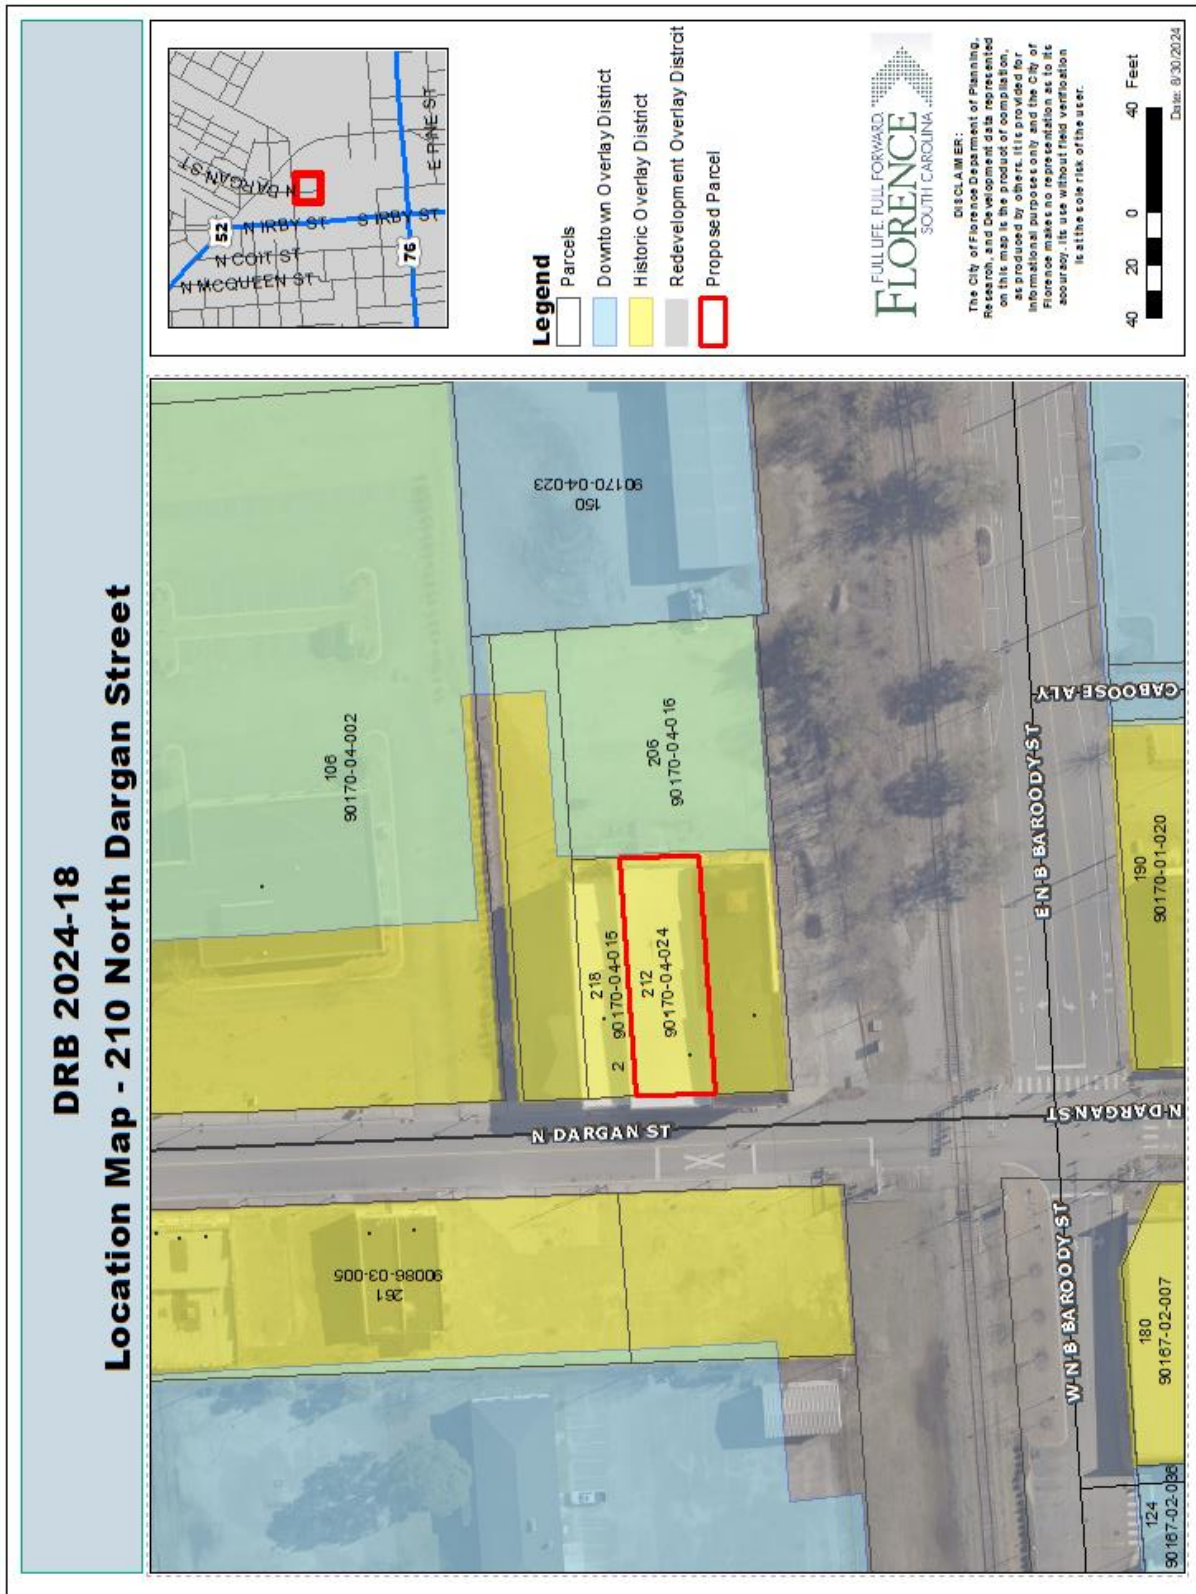 DRB 2024-18
Location Map - 210 North Dargan Street
106
90170-04-002
150
90170-04-023
206
90170-04-016
218
2 90170-04-015
212
90170-04-024
261
90086-03-005
N DARGAN ST
E N B BAROODY ST
CABOOSE ALY
190
90170-01-020
N DARGAN ST
W N B BAROODY ST
180
90167-02-007
124
90167-02-036
N DARGAN ST
52
N IRBY ST
S IRBY ST
N COIT ST
N MCQUEEN ST
76
E PINE ST
Legend
Parcels
Downtown Overlay District
Historic Overlay District
Redevelopment Overlay Distrcit
Proposed Parcel
FULL LIFE. FULL FORWARD.
FLORENCE
SOUTH CAROLINA
DISCLAIMER:
The City of Florence Deparment of Planning,
Research, and Development data represented
on this map is the product of compilation,
as produced by others. It is provided for
informational purposes only and the City of
Florence makes no representation as to its
accuracy. Its use without field verification
is at the sole risk of the user.
40 20 0 40 Feet
Date: 8/30/2024